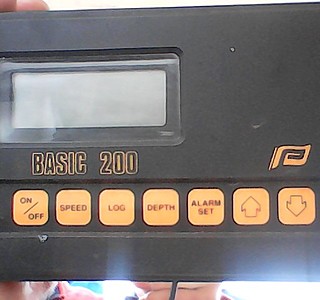 BASIC 200
ON/OFF SPEED LOG DEPTH ALARM SET